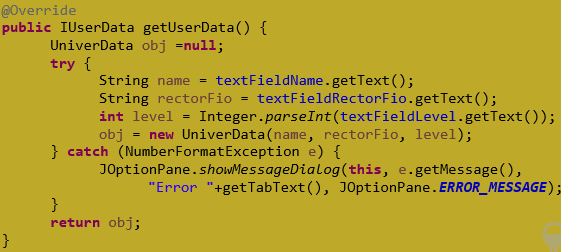 @Override
public IUserData getUserData() {
UniverData obj =null;
try {
String name = textFieldName.getText();
String rectorFio = textFieldRectorFio.getText();
int level = Integer.parseInt(textFieldLevel.getText());
obj = new UniverData(name, rectorFio, level);
} catch (NumberFormatException e) {
JOptionPane.showMessageDialog(this, e.getMessage(),
"Error "+getTabText(), JOptionPane.ERROR_MESSAGE);
}
return obj;
}